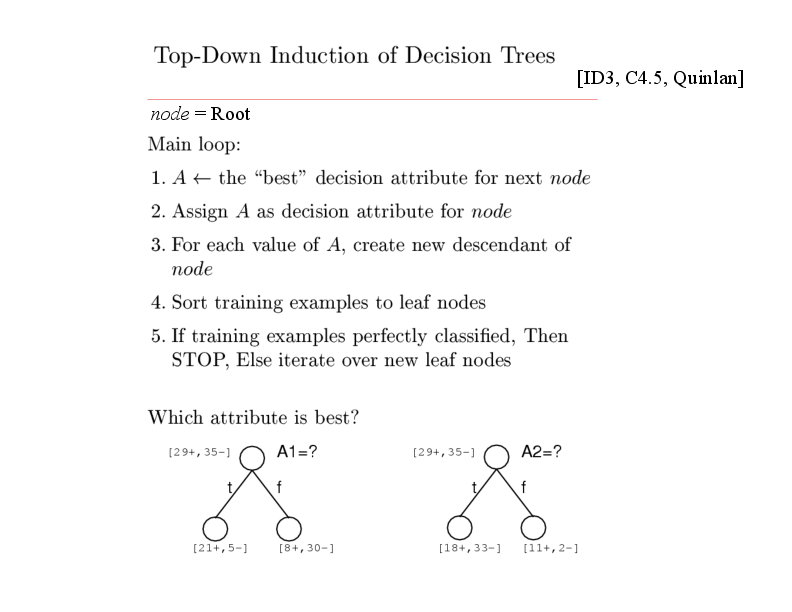 Top-Down Induction of Decision Trees
[ID3, C4.5, Quinlan]
node = Root
Main loop:
1. A ← the “best” decision attribute for next node
2. Assign A as decision attribute for node
3. For each value of A, create new descendant of
node
4. Sort training examples to leaf nodes
5. If training examples perfectly classified, Then
STOP, Else iterate over new leaf nodes
Which attribute is best?
[29+,35-] A1=? [29+,35-] A2=?
t f t f
[21+,5-] [8+,30-] [18+,33-] [11+,2-]